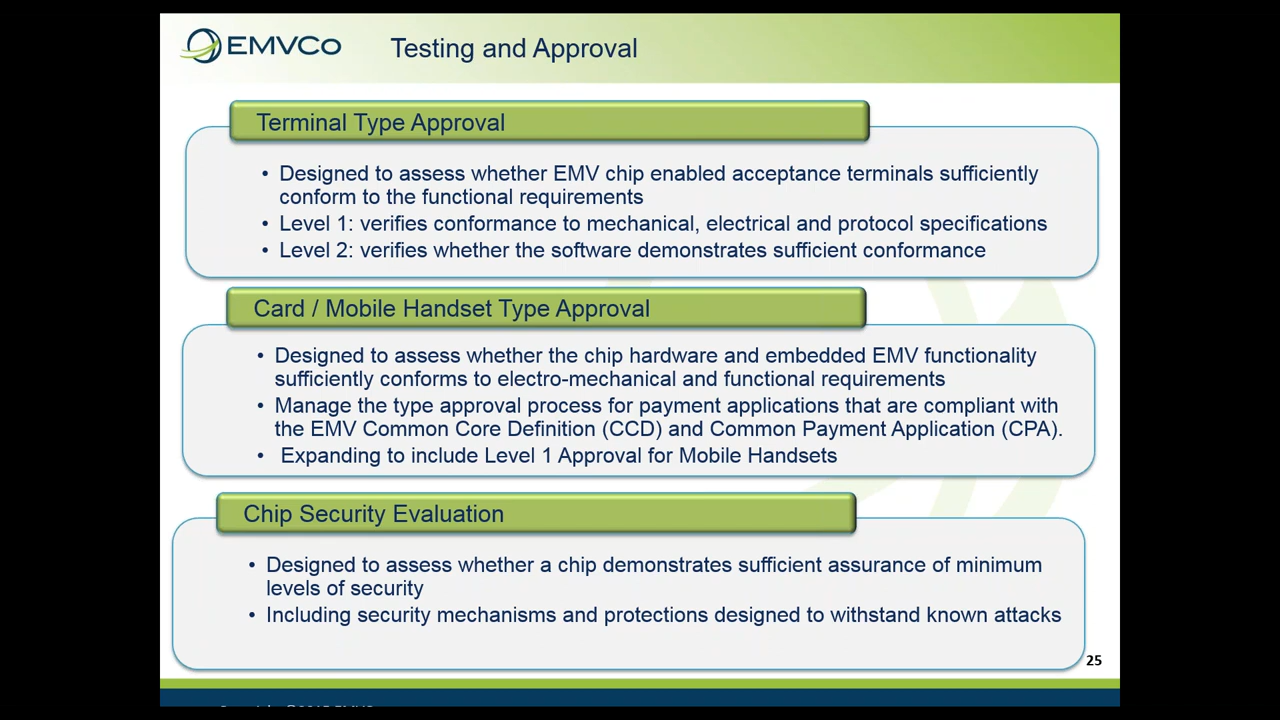 EMVCo
Testing and Approval
Terminal Type Approval
• Designed to assess whether EMV chip enabled acceptance terminals sufficiently
conform to the functional requirements
• Level 1: verifies conformance to mechanical, electrical and protocol specifications
• Level 2: verifies whether the software demonstrates sufficient conformance
Card / Mobile Handset Type Approval
• Designed to assess whether the chip hardware and embedded EMV functionality
sufficiently conforms to electro-mechanical and functional requirements
• Manage the type approval process for payment applications that are compliant with
the EMV Common Core Definition (CCD) and Common Payment Application (CPA).
• Expanding to include Level 1 Approval for Mobile Handsets
Chip Security Evaluation
• Designed to assess whether a chip demonstrates sufficient assurance of minimum
levels of security
• Including security mechanisms and protections designed to withstand known attacks
25